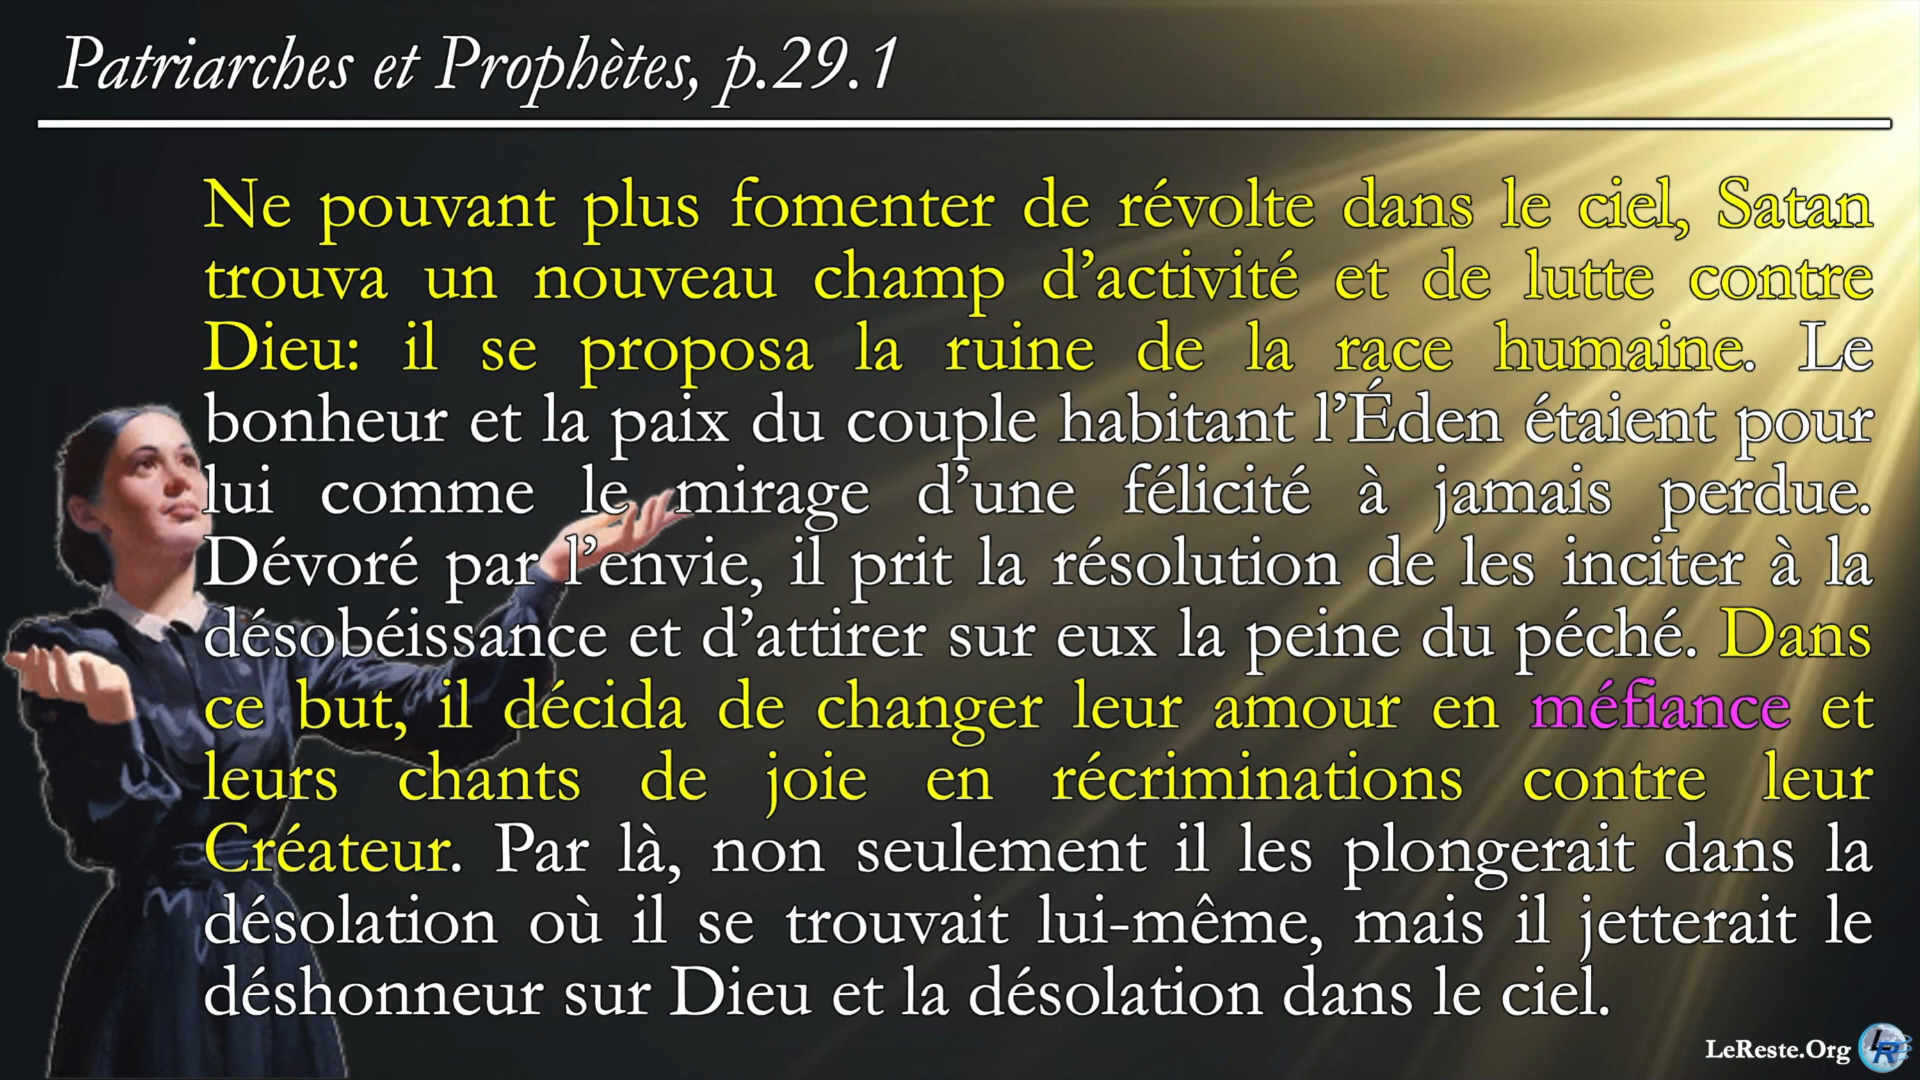 Patriarches et Prophètes, p.29.1
Ne pouvant plus fomenter de révolte dans le ciel, Satan
trouva un nouveau champ d’activité et de lutte contre
Dieu: il se proposa la ruine de la race humaine. Le
bonheur et la paix du couple habitant l’Éden étaient pour
lui comme le mirage d’une félicité à jamais perdue.
Dévoré par l’envie, il prit la résolution de les inciter à la
désobéissance et d’attirer sur eux la peine du péché. Dans
ce but, il décida de changer leur amour en méfiance et
leurs chants de joie en récriminations contre leur
Créateur. Par là, non seulement il les plongerait dans la
désolation où il se trouvait lui-même, mais il jetterait le
déshonneur sur Dieu et la désolation dans le ciel.
LeReste.Org LR